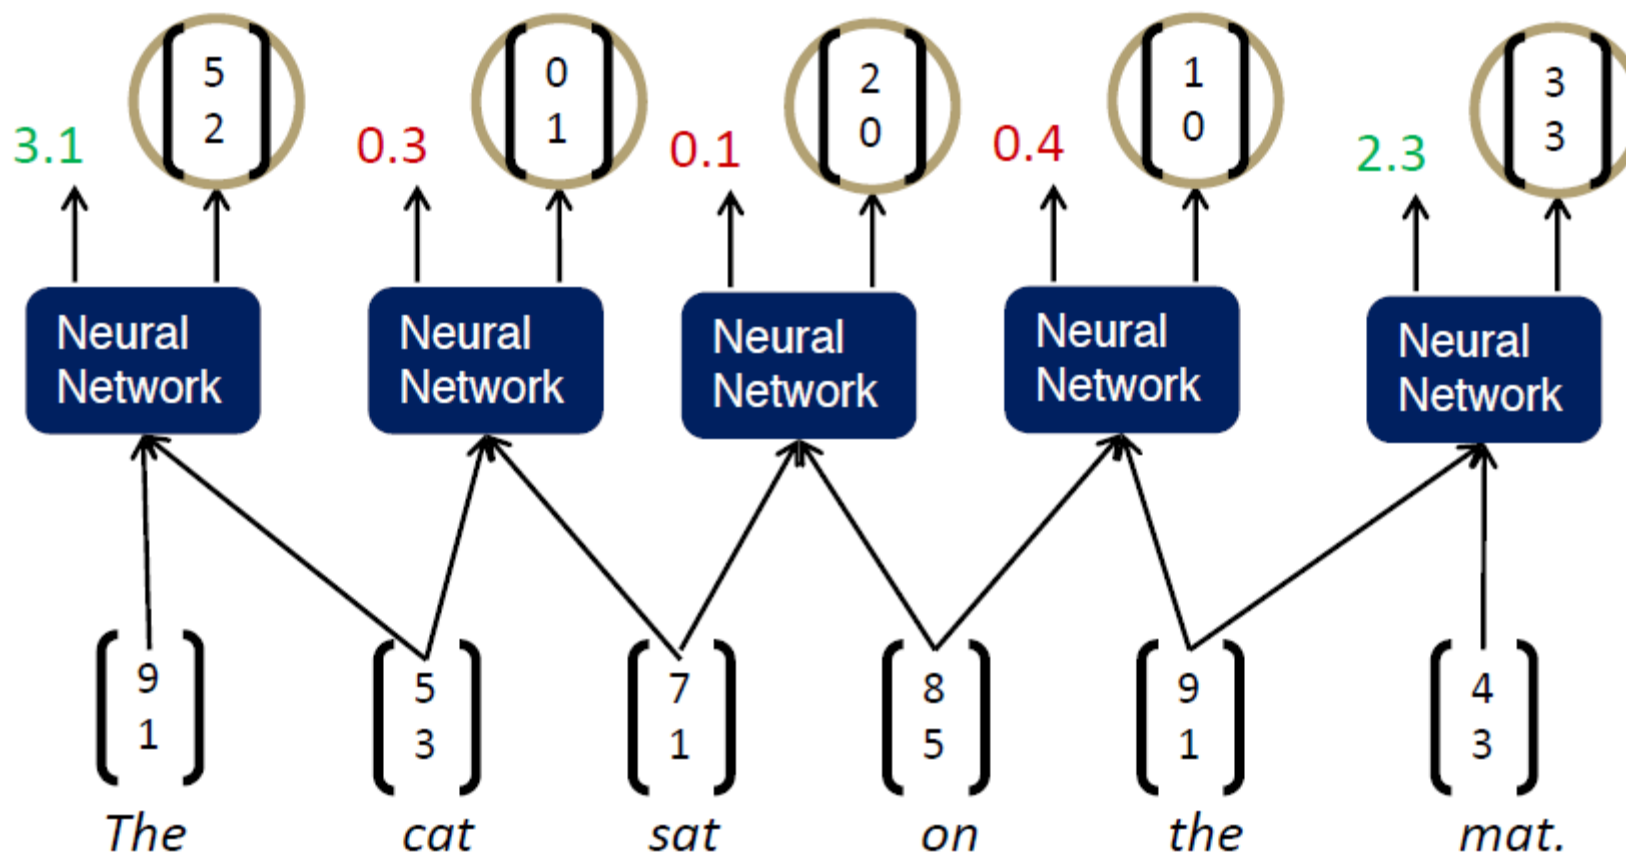 5 0 2 1 3
2 1 0 0 3
3.1 0.3 0.1 0.4 2.3
Neural Neural Neural Neural Neural
Network Network Network Network Network
9 5 7 8 9 4
1 3 1 5 1 3
The cat sat on the mat.